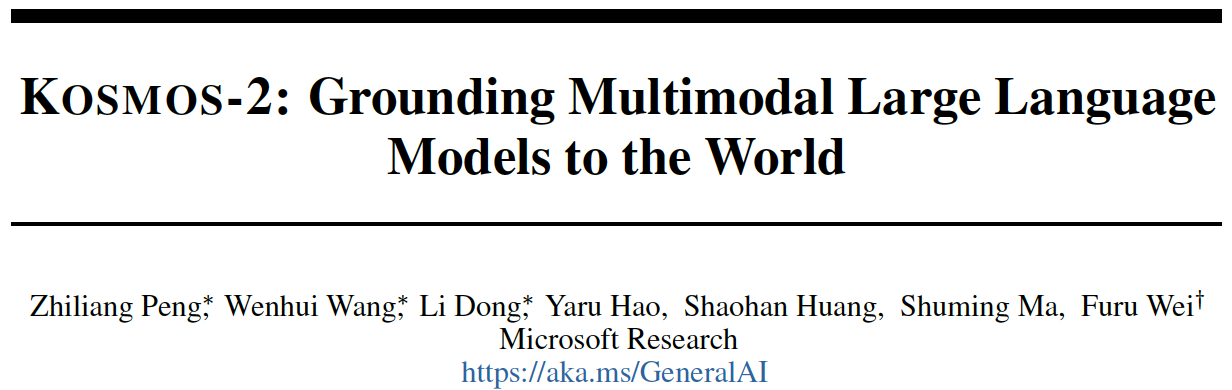 KOSMOS-2: Grounding Multimodal Large Language
Models to the World
Zhiliang Peng,* Wenhui Wang,* Li Dong,* Yaru Hao, Shaohan Huang, Shuming Ma, Furu Wei†
Microsoft Research
https://aka.ms/GeneralAI